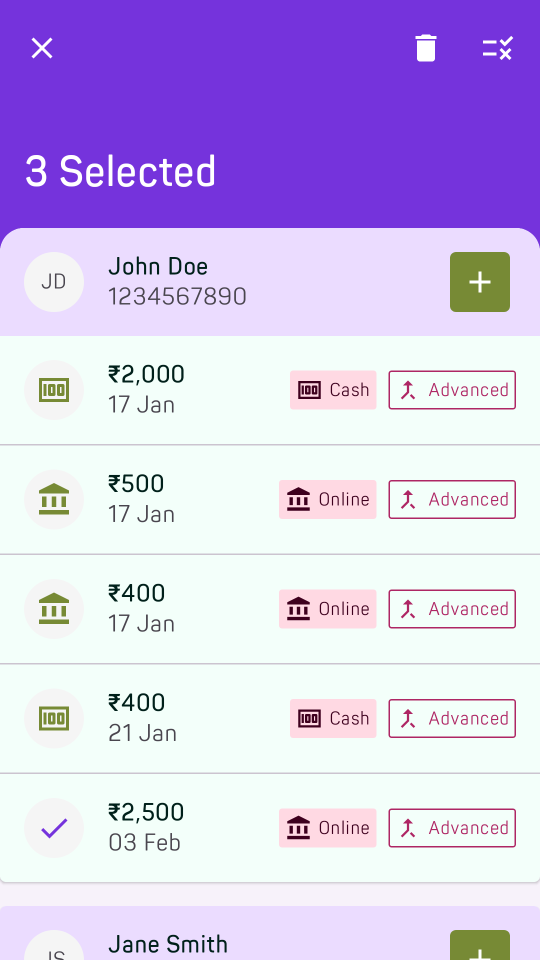 3 Selected
JD
John Doe
1234567890
₹2,000
17 Jan
Cash
Advanced
₹500
17 Jan
Online
Advanced
₹400
17 Jan
Online
Advanced
₹400
21 Jan
Cash
Advanced
₹2,500
03 Feb
Online
Advanced
JS
Jane Smith